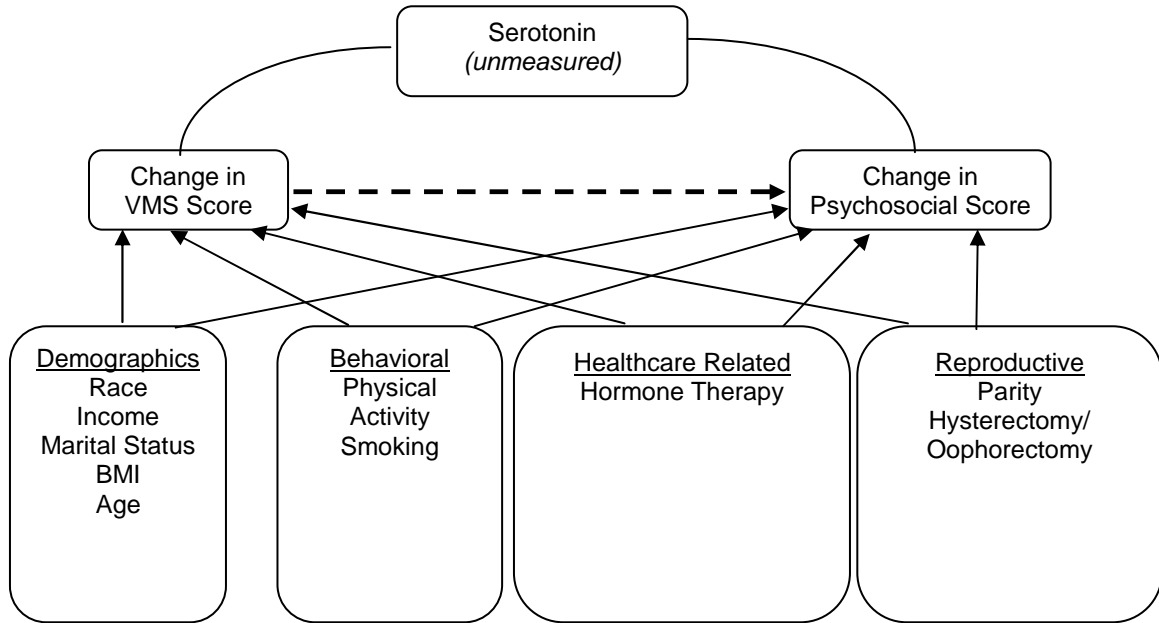 Serotonin
(unmeasured)
Change in
VMS Score
Change in
Psychosocial Score
Demographics
Race
Income
Marital Status
BMI
Age
Behavioral
Physical
Activity
Smoking
Healthcare Related
Hormone Therapy
Reproductive
Parity
Hysterectomy/
Oophorectomy